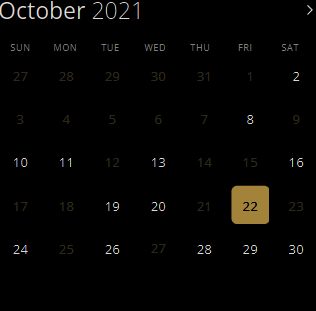 October 2021 >
SUN MON TUE WED THU FRI SAT
27 28 29 30 31 1 2
3 4 5 6 7 8 9
10 11 12 13 14 15 16
17 18 19 20 21 22 23
24 25 26 27 28 29 30